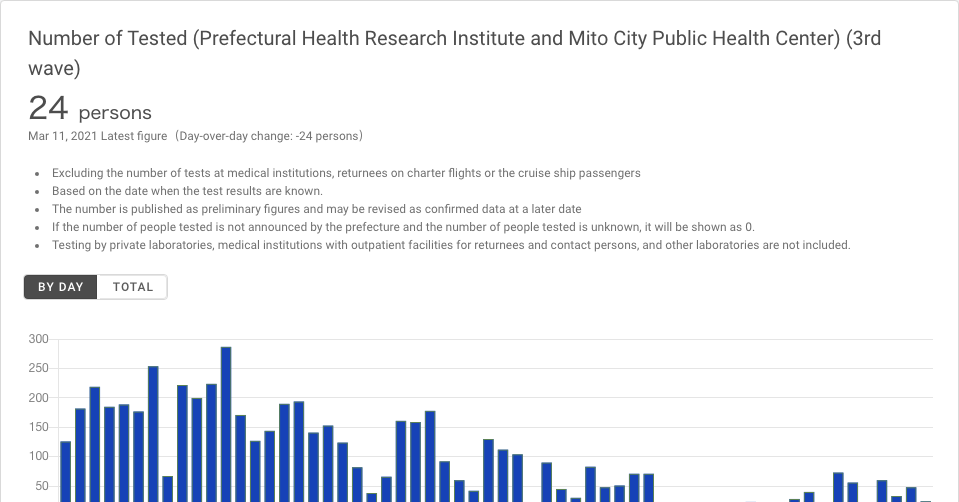 Number of Tested (Prefectural Health Research Institute and Mito City Public Health Center) (3rd
wave)
24 persons
Mar 11, 2021 Latest figure（Day-over-day change: -24 persons）
• Excluding the number of tests at medical institutions, returnees on charter flights or the cruise ship passengers
• Based on the date when the test results are known.
• The number is published as preliminary figures and may be revised as confirmed data at a later date
• If the number of people tested is not announced by the prefecture and the number of people tested is unknown, it will be shown as 0.
• Testing by private laboratories, medical institutions with outpatient facilities for returnees and contact persons, and other laboratories are not included.
BY DAY TOTAL
300
250
200
150
100
50